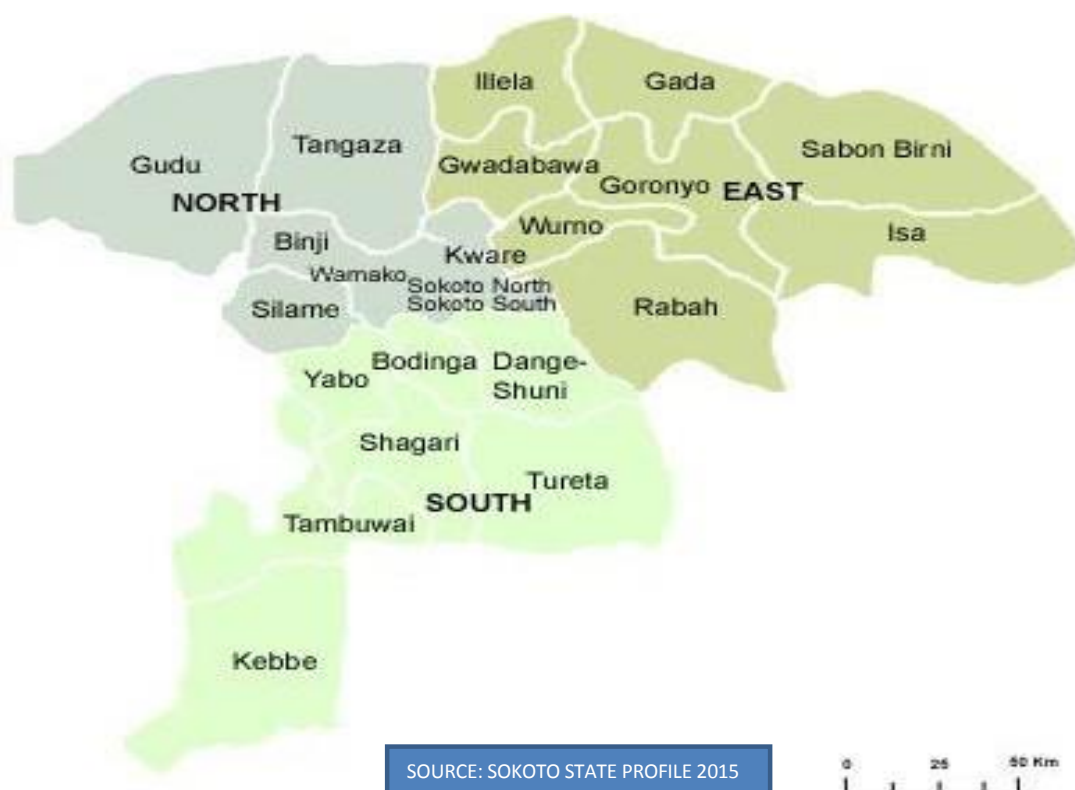 Illela
Gada
Tangaza
Gudu
Gwadabawa
Sabon Birni
Goronyo
EAST
NORTH
Wurno
Isa
Binji
Kware
Wamako
Sokoto North
Silame
Sokoto South
Rabah
Bodinga
Dange-
Yabo
Shuni
Shagari
Tureta
SOUTH
Tambuwai
Kebbe
SOURCE: SOKOTO STATE PROFILE 2015
0 25 50 Km